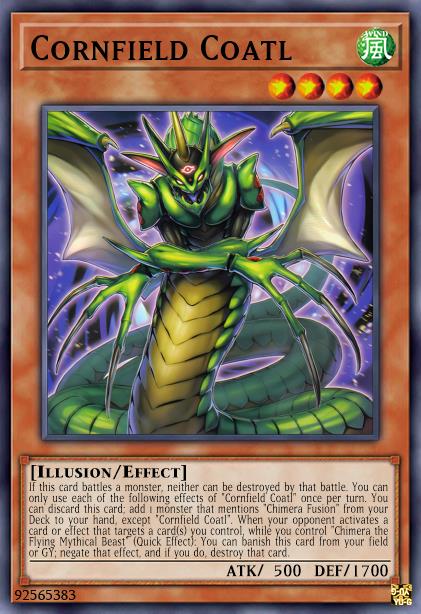 CORNFIELD COATL
WIND
風
[ILLUSION/EFFECT]
If this card battles a monster, neither can be destroyed by that battle. You can
only use each of the following effects of "Cornfield Coatl" once per turn. You
can discard this card; add 1 monster that mentions "Chimera Fusion" from your
Deck to your hand, except "Cornfield Coatl". When your opponent activates a
card or effect that targets a card(s) you control, while you control "Chimera the
Flying Mythical Beast" (Quick Effect): You can banish this card from your field
or GY; negate that effect, and if you do, destroy that card.
ATK/ 500 DEF/1700
92565383